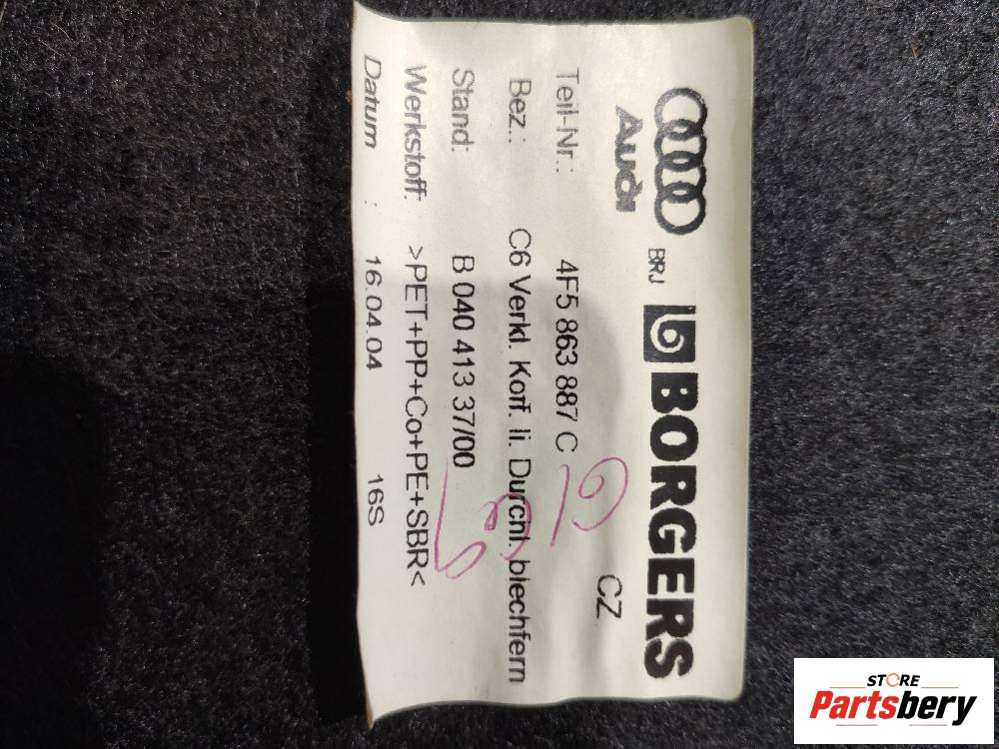 Audi BRJ BORGERS
CZ
Teil-Nr.: 4F5 863 887 C
Bez.: C6 Verkl. Korf. li. Durchl. blechfern
Stand: B 040 413 37/00
Werkstoff: >PET+PP+Co+PE+SBR<
Datum : 16.04.04 16S
STORE
Partsbery